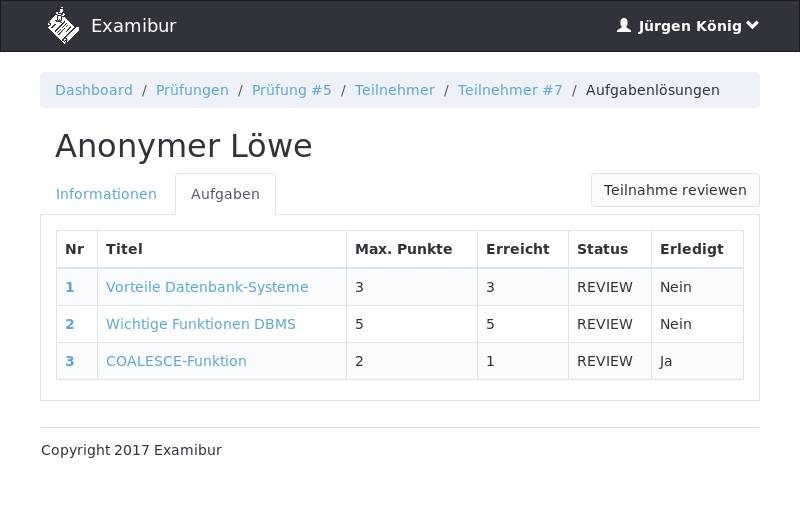 Examibur Jürgen König
Dashboard / Prüfungen / Prüfung #5 / Teilnehmer / Teilnehmer #7 / Aufgabenlösungen
Anonymer Löwe
Informationen Aufgaben Teilnahme reviewen
Nr Titel Max. Punkte Erreicht Status Erledigt
1 Vorteile Datenbank-Systeme 3 3 REVIEW Nein
2 Wichtige Funktionen DBMS 5 5 REVIEW Nein
3 COALESCE-Funktion 2 1 REVIEW Ja
Copyright 2017 Examibur